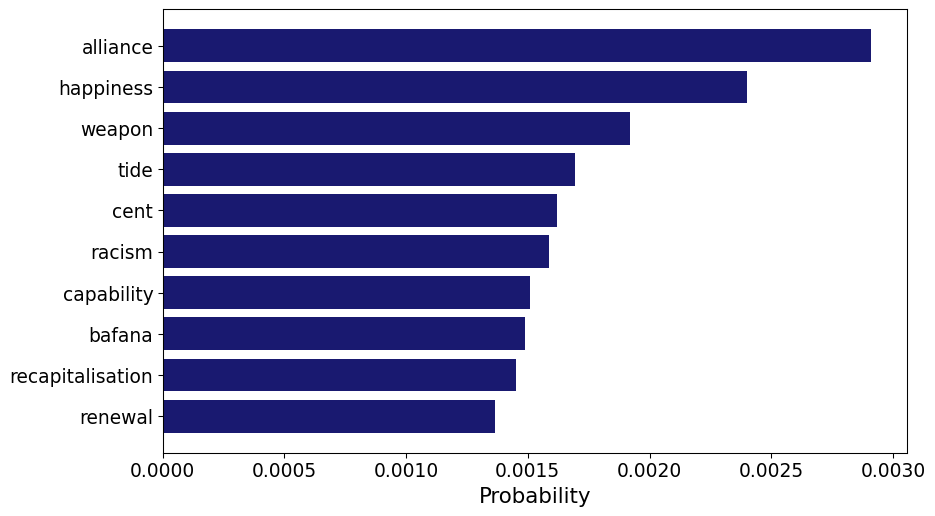 alliance
happiness
weapon
tide
cent
racism
capability
bafana
recapitalisation
renewal
0.0000 0.0005 0.0010 0.0015 0.0020 0.0025 0.0030
Probability